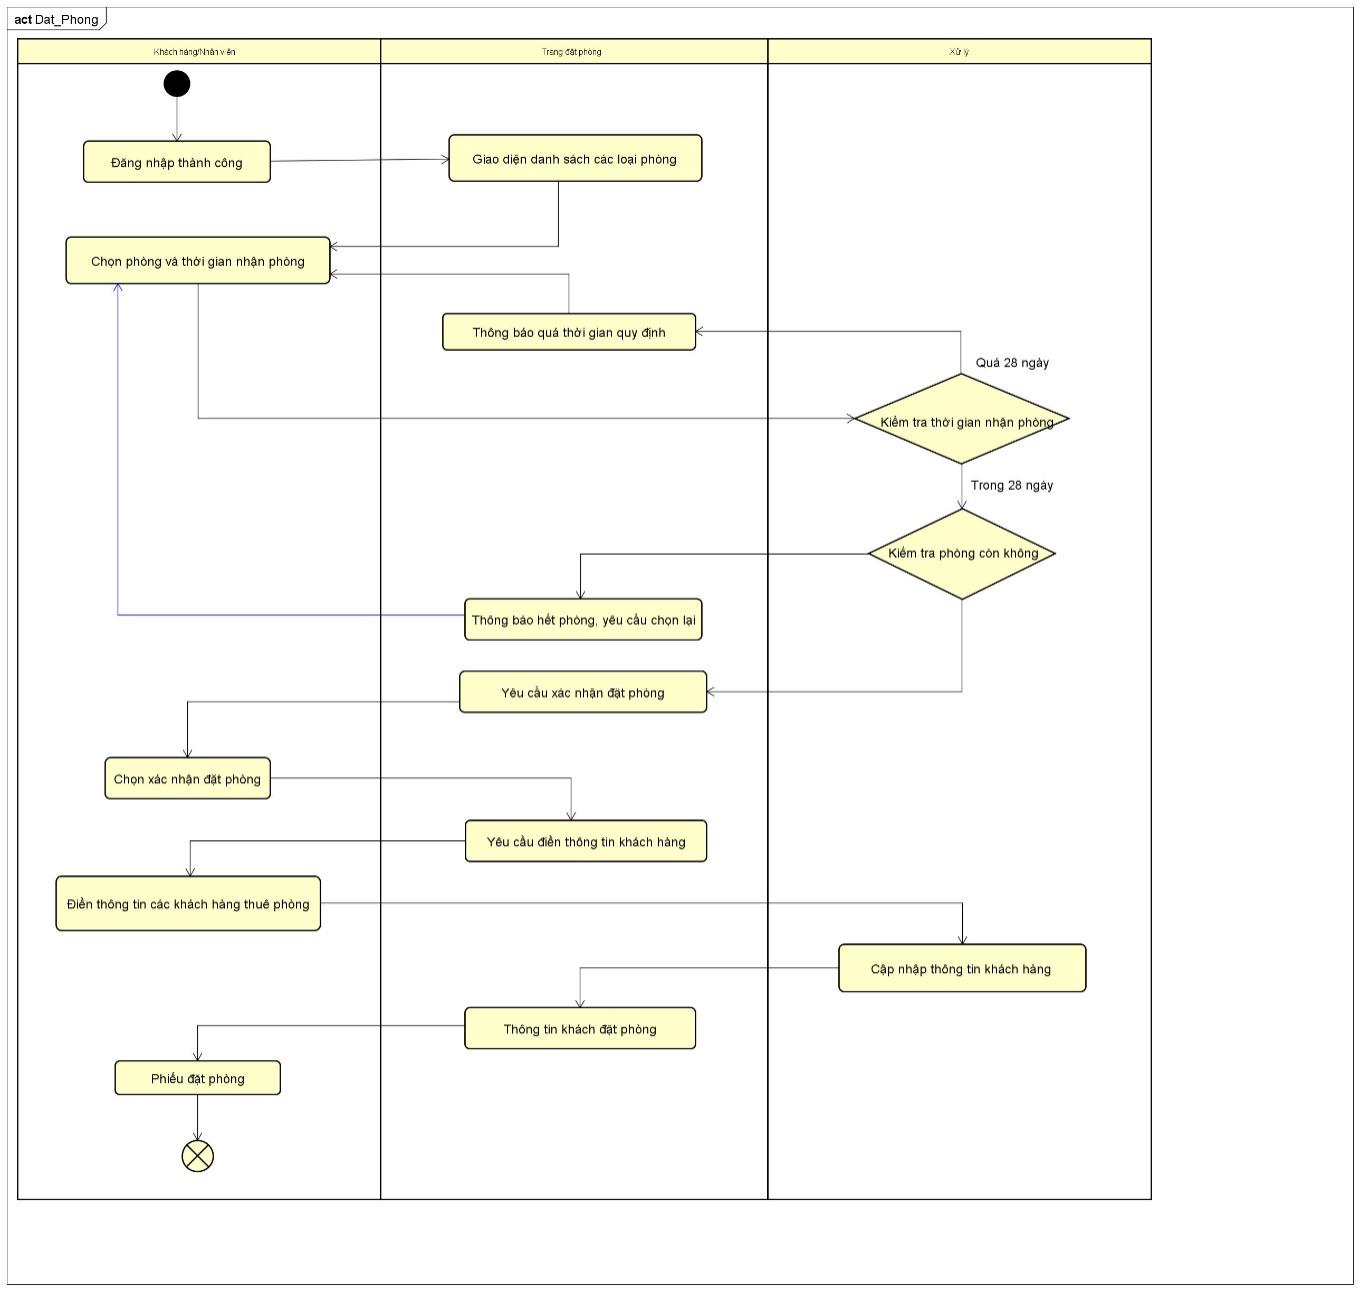 act Dat_Phong
Khách hàng/Nhân viên
Trang đặt phòng
Xử lý
Đăng nhập thành công
Giao diện danh sách các loại phòng
Chọn phòng và thời gian nhận phòng
Thông báo quá thời gian quy định
Quá 28 ngày
Kiểm tra thời gian nhận phòng
Trong 28 ngày
Kiểm tra phòng còn không
Thông báo hết phòng, yêu cầu chọn lại
Yêu cầu xác nhận đặt phòng
Chọn xác nhận đặt phòng
Yêu cầu điền thông tin khách hàng
Điền thông tin các khách hàng thuê phòng
Cập nhập thông tin khách hàng
Thông tin khách đặt phòng
Phiếu đặt phòng